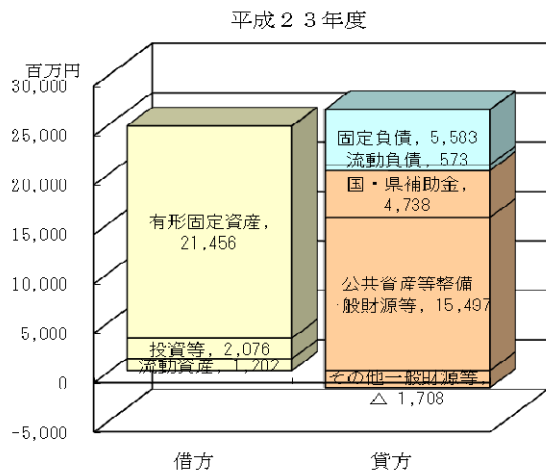 平成２３年度
百万円
30,000
25,000
20,000
15,000
10,000
5,000
0
-5,000
有形固定資産,
21,456
投資等, 2,076
流動資産, 1,202
固定負債, 5,583
流動負債, 573
国・県補助金,
4,738
公共資産等整備
一般財源等, 15,497
その他一般財源等,
△ 1,708
借方
貸方